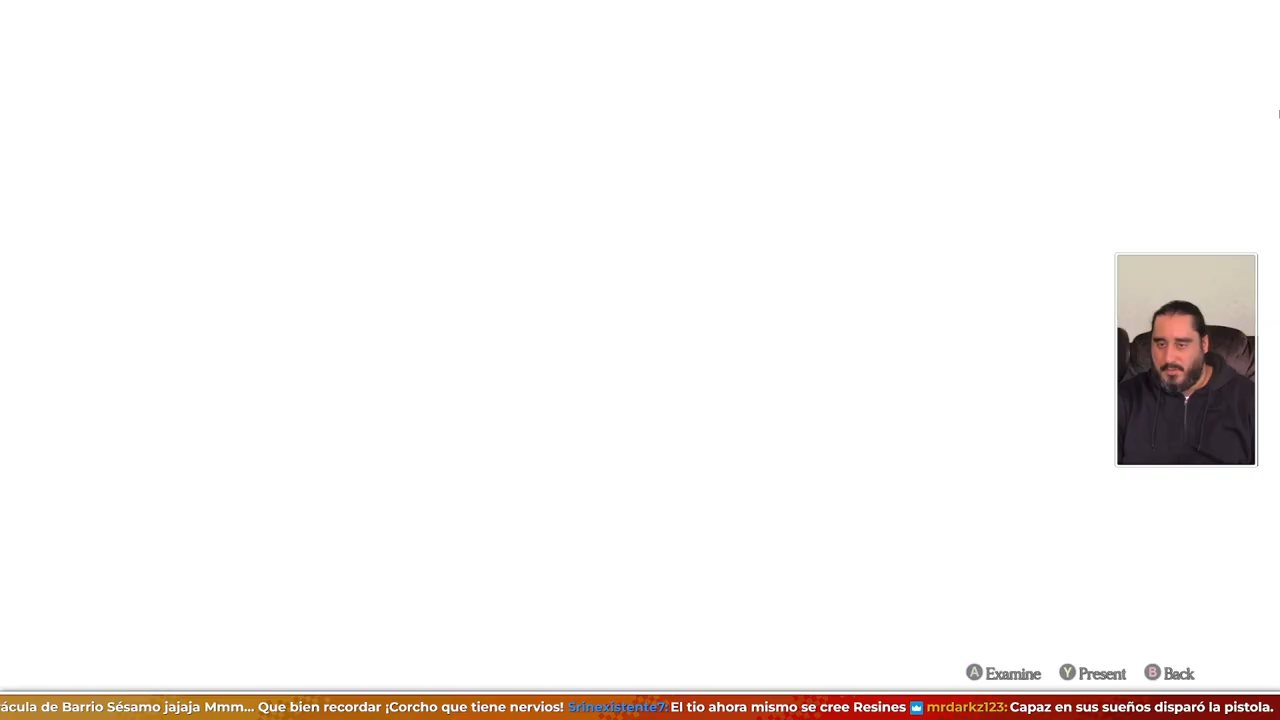 A Examine Y Present B Back
ácula de Barrio Sésamo jajaja Mmm... Que bien recordar ¡Corcho que tiene nervios! Srinexistente7: El tio ahora mismo se cree Resines mrdarkz123: Capaz en sus sueños disparó la pistola.